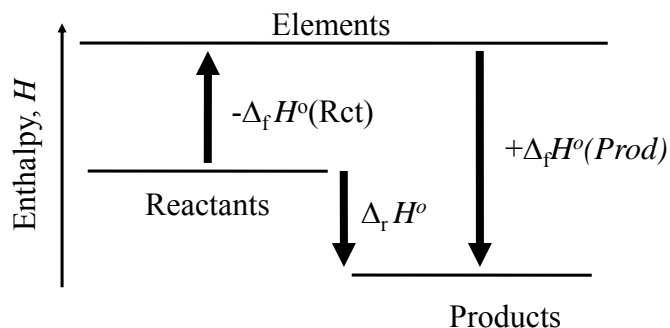 Elements
-ΔfHº(Rct)
+ΔfHº(Prod)
Enthalpy, H
Reactants
ΔrHº
Products